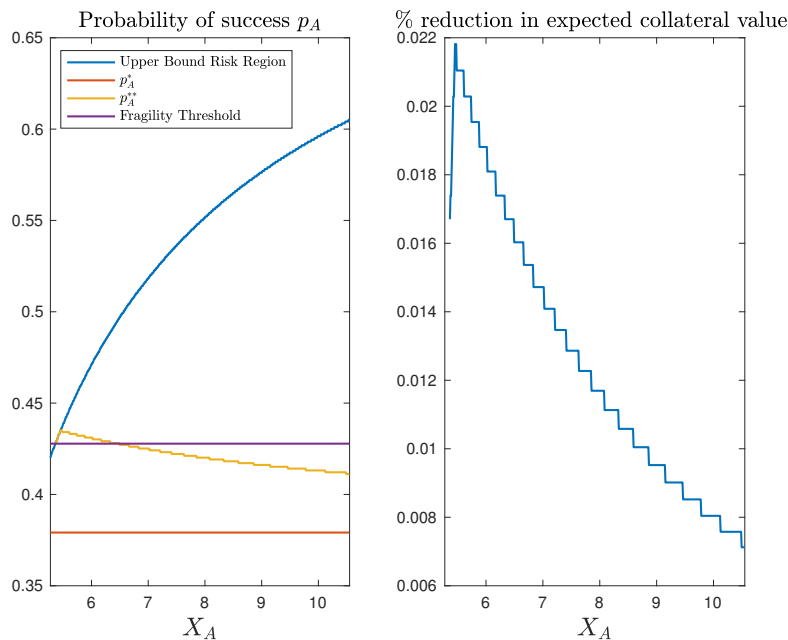 Probability of success p_A
0.65
0.6
0.55
0.5
0.45
0.4
0.35
Upper Bound Risk Region
p*_A
p**_A
Fragility Threshold
6 7 8 9 10
X_A
% reduction in expected collateral value
0.022
0.02
0.018
0.016
0.014
0.012
0.01
0.008
0.006
6 7 8 9 10
X_A